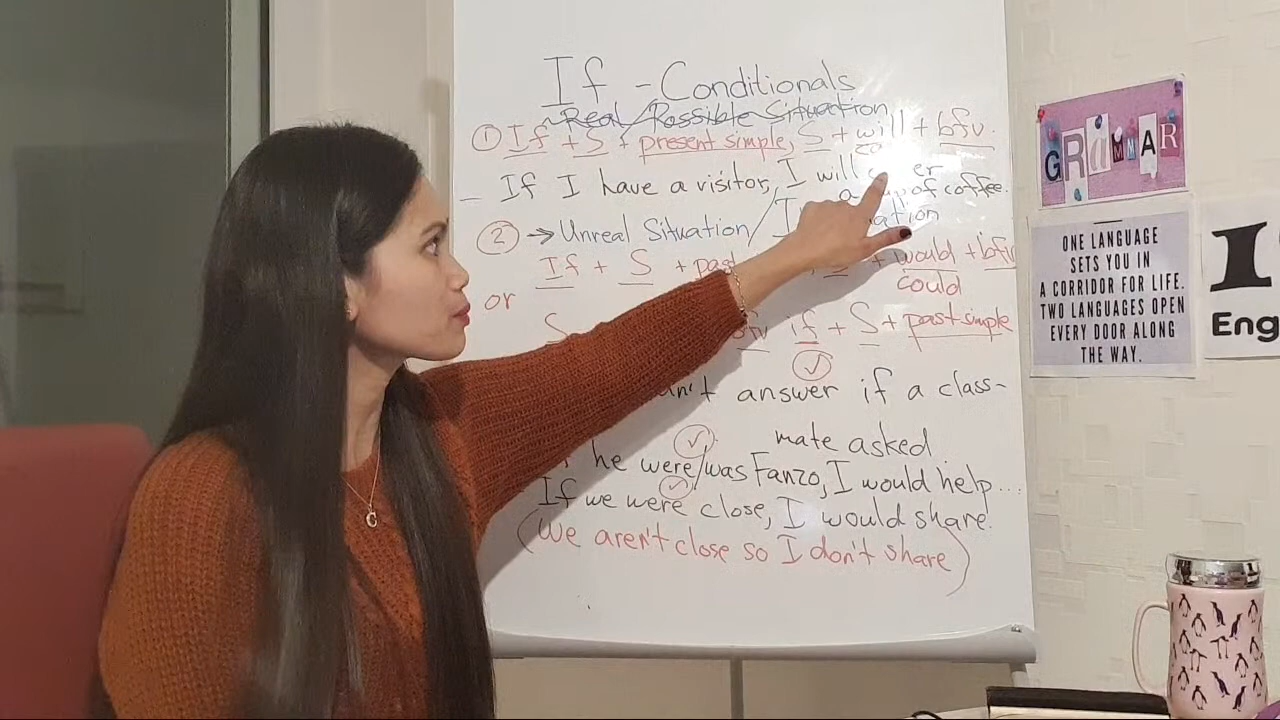 If - Conditionals
Real/Possible Situation
① If + S + present simple, S + will + bfv.
- If I have a visitor, I will er
of coffee.
② → Unreal Situation/
If + S + past + would + bfv
could
or
S if + S + past simple
answer if a class-
mate asked
he were/was Fanzo, I would help...
If we were close, I would share.
(We aren't close so I don't share)
GRAMMAR
ONE LANGUAGE
SETS YOU IN
A CORRIDOR FOR LIFE.
TWO LANGUAGES OPEN
EVERY DOOR ALONG
THE WAY.
I
Eng
C